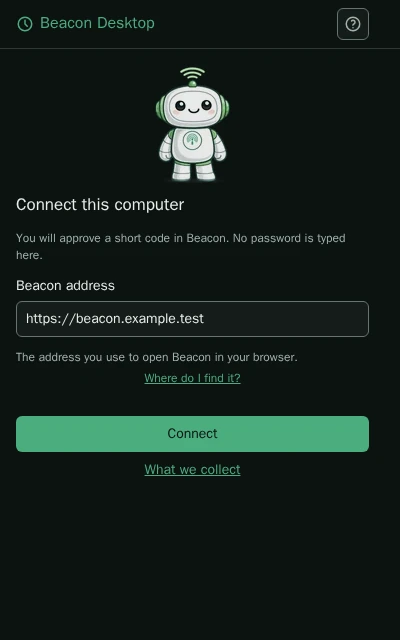 Beacon Desktop
Connect this computer
You will approve a short code in Beacon. No password is typed
here.
Beacon address
https://beacon.example.test
The address you use to open Beacon in your browser.
Where do I find it?
Connect
What we collect